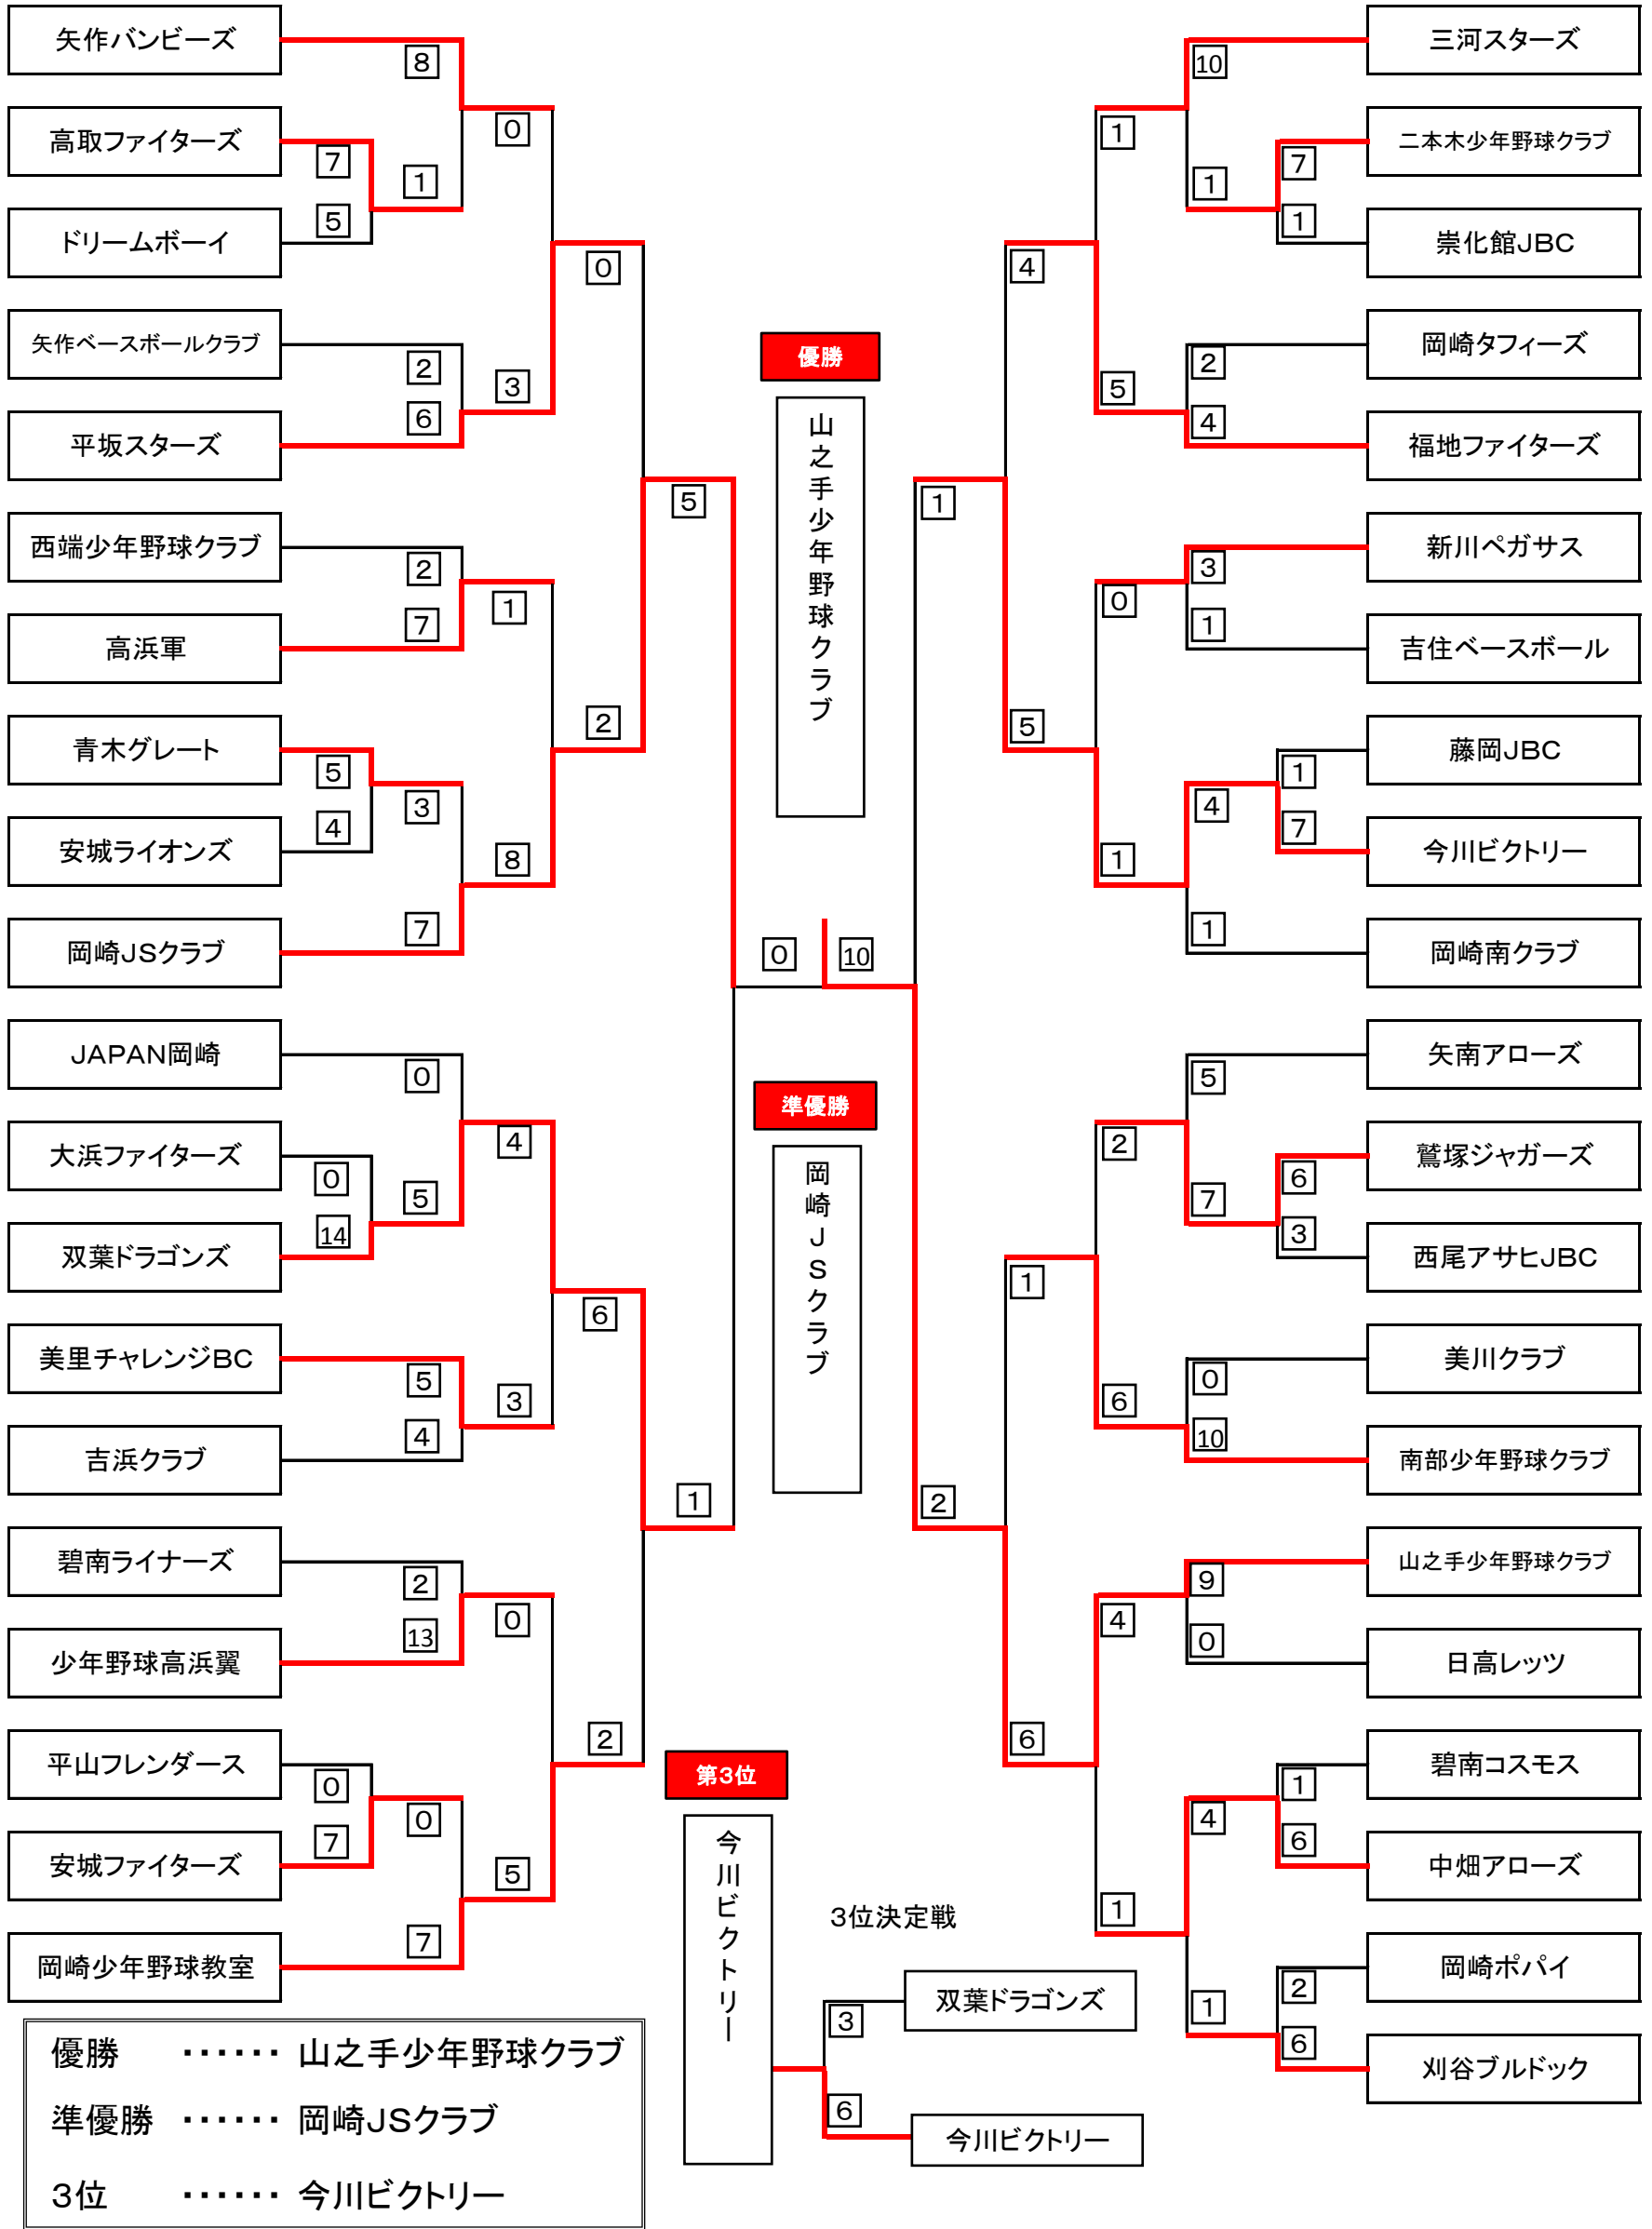 矢作バンビーズ
8
0
高取ファイターズ
7
1
5
ドリームボーイ
0
矢作ベースボールクラブ
2
3
6
平坂スターズ
5
西端少年野球クラブ
2
1
7
高浜軍
2
青木グレート
5
3
4
安城ライオンズ
8
7
岡崎JSクラブ
JAPAN岡崎
0
4
大浜ファイターズ
0
5
14
双葉ドラゴンズ
6
美里チャレンジBC
5
3
4
吉浜クラブ
1
碧南ライナーズ
2
0
13
少年野球高浜翼
2
平山フレンダース
0
0
7
安城ファイターズ
5
7
岡崎少年野球教室
優勝
山之手少年野球クラブ
0
10
準優勝
岡崎JSクラブ
第3位
今川ビクトリー
3位決定戦
双葉ドラゴンズ
3
6
今川ビクトリー
三河スターズ
10
1
二本木少年野球クラブ
7
1
1
崇化館JBC
4
岡崎タフィーズ
2
5
4
福地ファイターズ
1
新川ペガサス
3
0
1
吉住ベースボール
5
藤岡JBC
1
4
7
今川ビクトリー
1
1
岡崎南クラブ
矢南アローズ
5
2
鷲塚ジャガーズ
6
7
3
西尾アサヒJBC
1
美川クラブ
0
6
10
南部少年野球クラブ
2
山之手少年野球クラブ
9
4
0
日高レッツ
6
碧南コスモス
1
4
6
中畑アローズ
1
岡崎ポパイ
2
1
6
刈谷ブルドック
優勝 ‥‥‥ 山之手少年野球クラブ
準優勝 ‥‥‥ 岡崎JSクラブ
3位 ‥‥‥ 今川ビクトリー